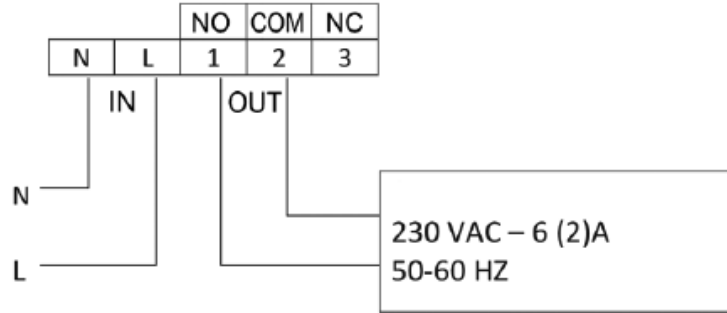 NO COM NC
N L 1 2 3
IN OUT
N
230 VAC – 6 (2)A
L
50-60 HZ